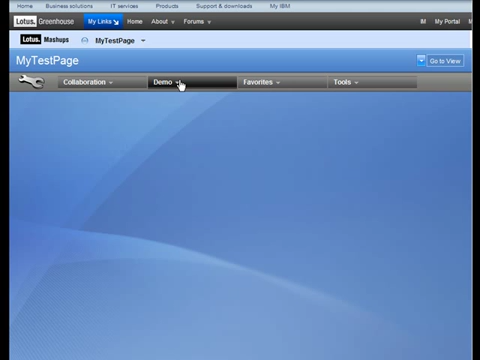 Home Business solutions IT services Products Support & downloads My IBM
Lotus. Greenhouse My Links Home About Forums IM My Portal
Lotus. Mashups MyTestPage
MyTestPage Go to View
Collaboration Demo Favorites Tools